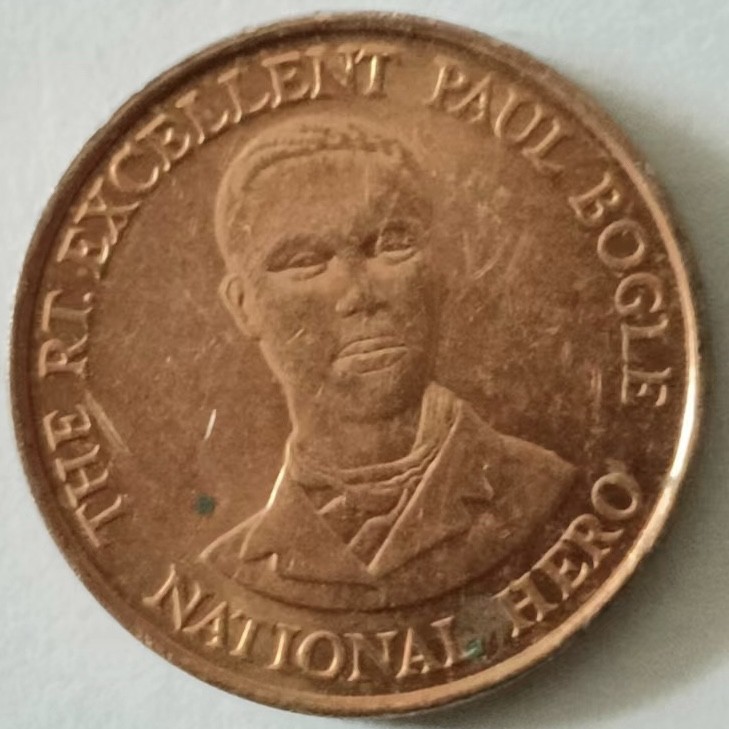 THE RT. EXCELLENT PAUL BOGLE
NATIONAL HERO